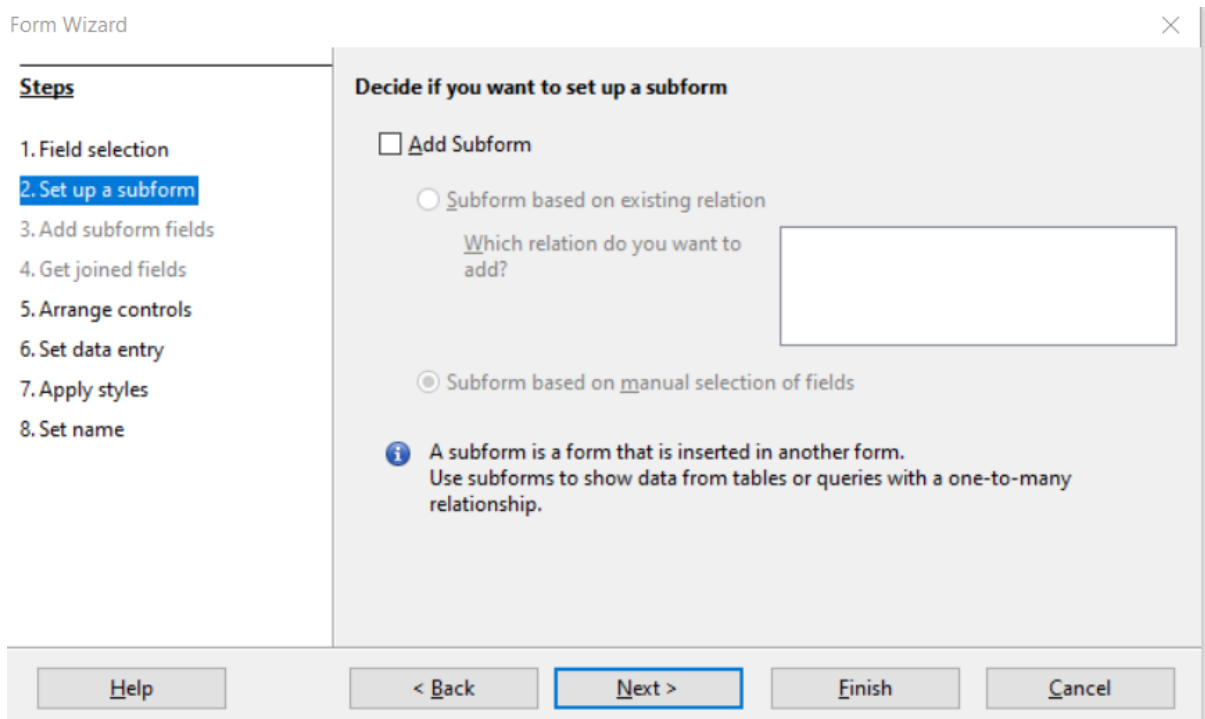 Form Wizard
Steps
1. Field selection
2. Set up a subform
3. Add subform fields
4. Get joined fields
5. Arrange controls
6. Set data entry
7. Apply styles
8. Set name
Decide if you want to set up a subform
Add Subform
Subform based on existing relation
Which relation do you want to
add?
Subform based on manual selection of fields
A subform is a form that is inserted in another form.
Use subforms to show data from tables or queries with a one-to-many
relationship.
Help
< Back
Next >
Finish
Cancel